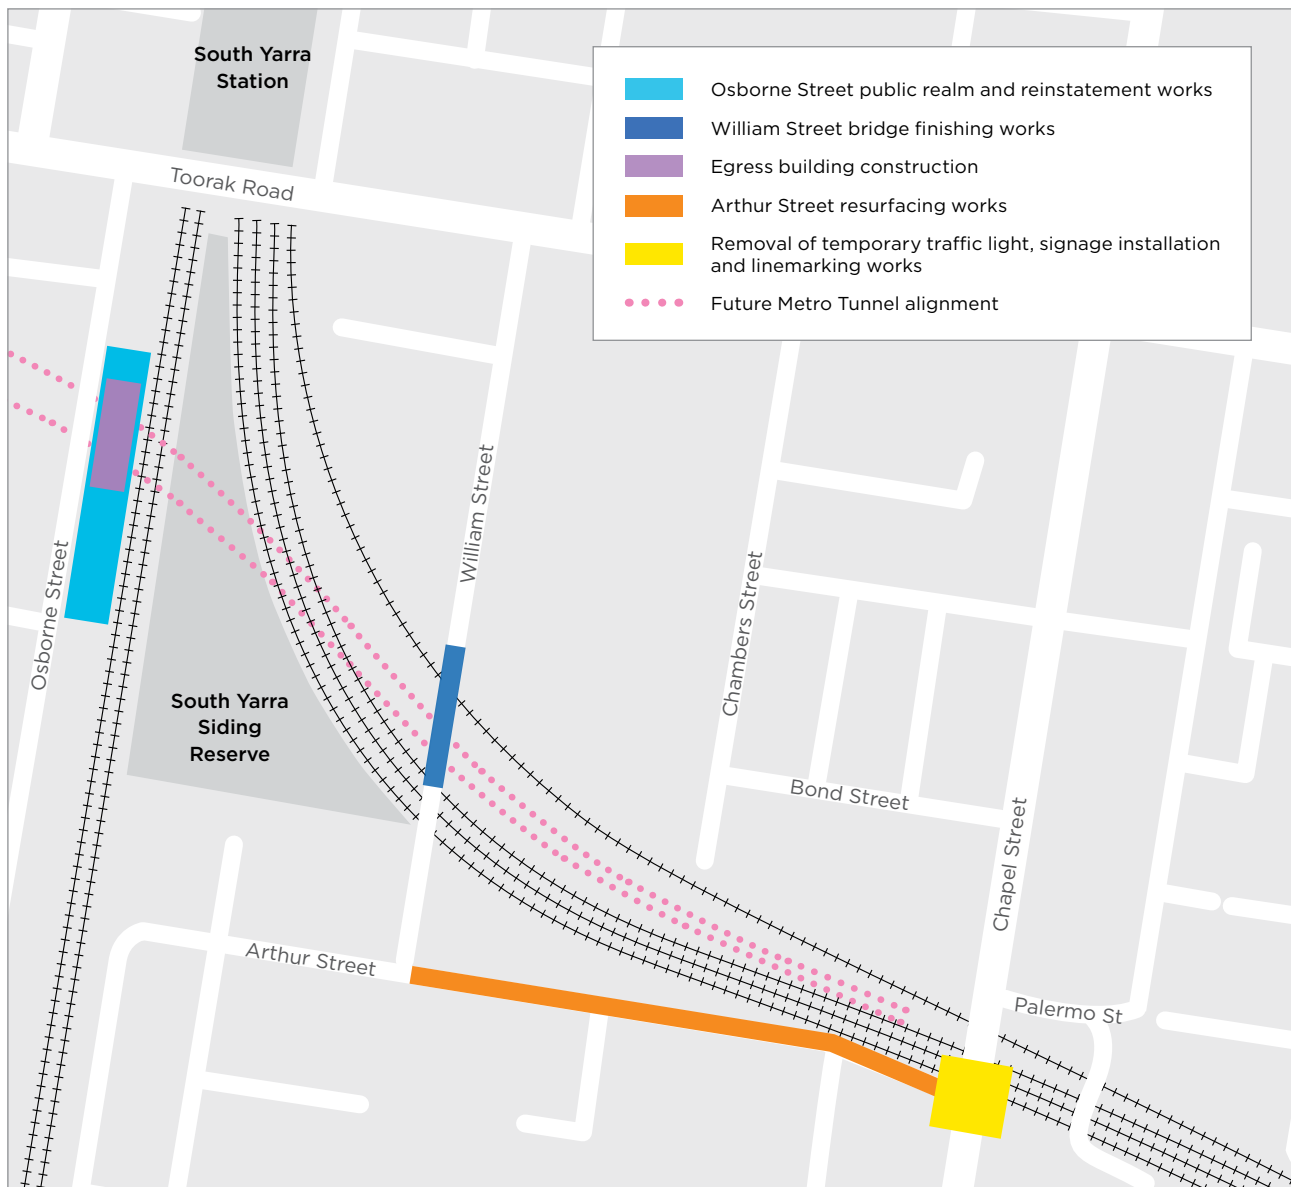 South Yarra
Station
Osborne Street public realm and reinstatement works
William Street bridge finishing works
Egress building construction
Arthur Street resurfacing works
Removal of temporary traffic light, signage installation
and linemarking works
Future Metro Tunnel alignment
Toorak Road
William Street
Osborne Street
Chambers Street
South Yarra
Siding
Reserve
Bond Street
Chapel Street
Arthur Street
Palermo St